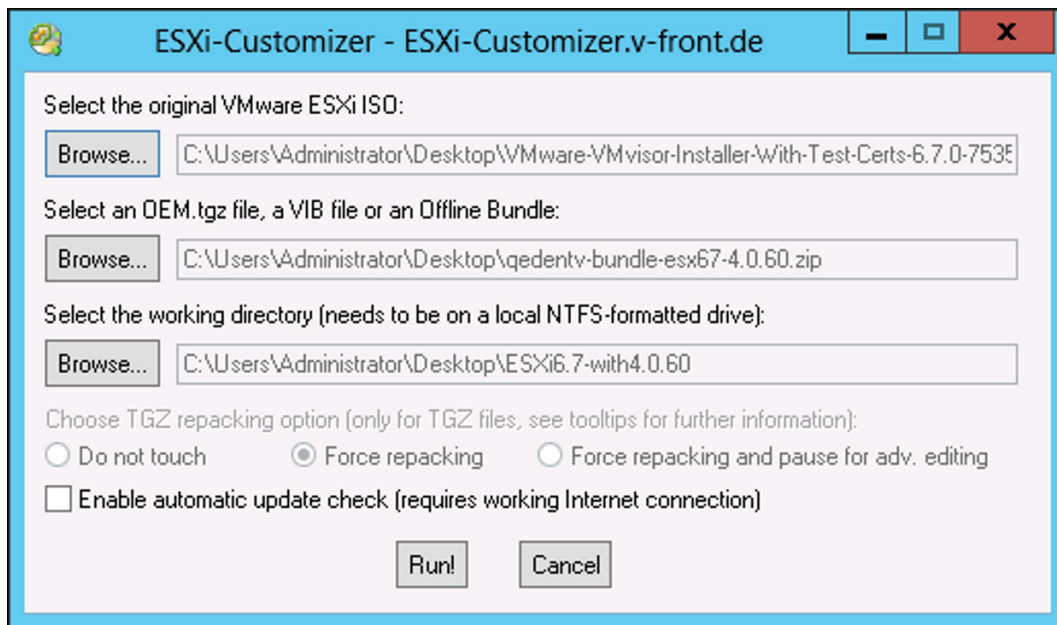 ESXi-Customizer - ESXi-Customizer.v-front.de
Select the original VMware ESXi ISO:
Browse... C:\Users\Administrator\Desktop\VMware-VMvisor-Installer-With-Test-Certs-6.7.0-7535
Select an OEM.tgz file, a VIB file or an Offline Bundle:
Browse... C:\Users\Administrator\Desktop\qedentv-bundle-esx67-4.0.60.zip
Select the working directory (needs to be on a local NTFS-formatted drive):
Browse... C:\Users\Administrator\Desktop\ESXi6.7-with4.0.60
Choose TGZ repacking option (only for TGZ files, see tooltips for further information):
Do not touch Force repacking Force repacking and pause for adv. editing
Enable automatic update check (requires working Internet connection)
Run! Cancel